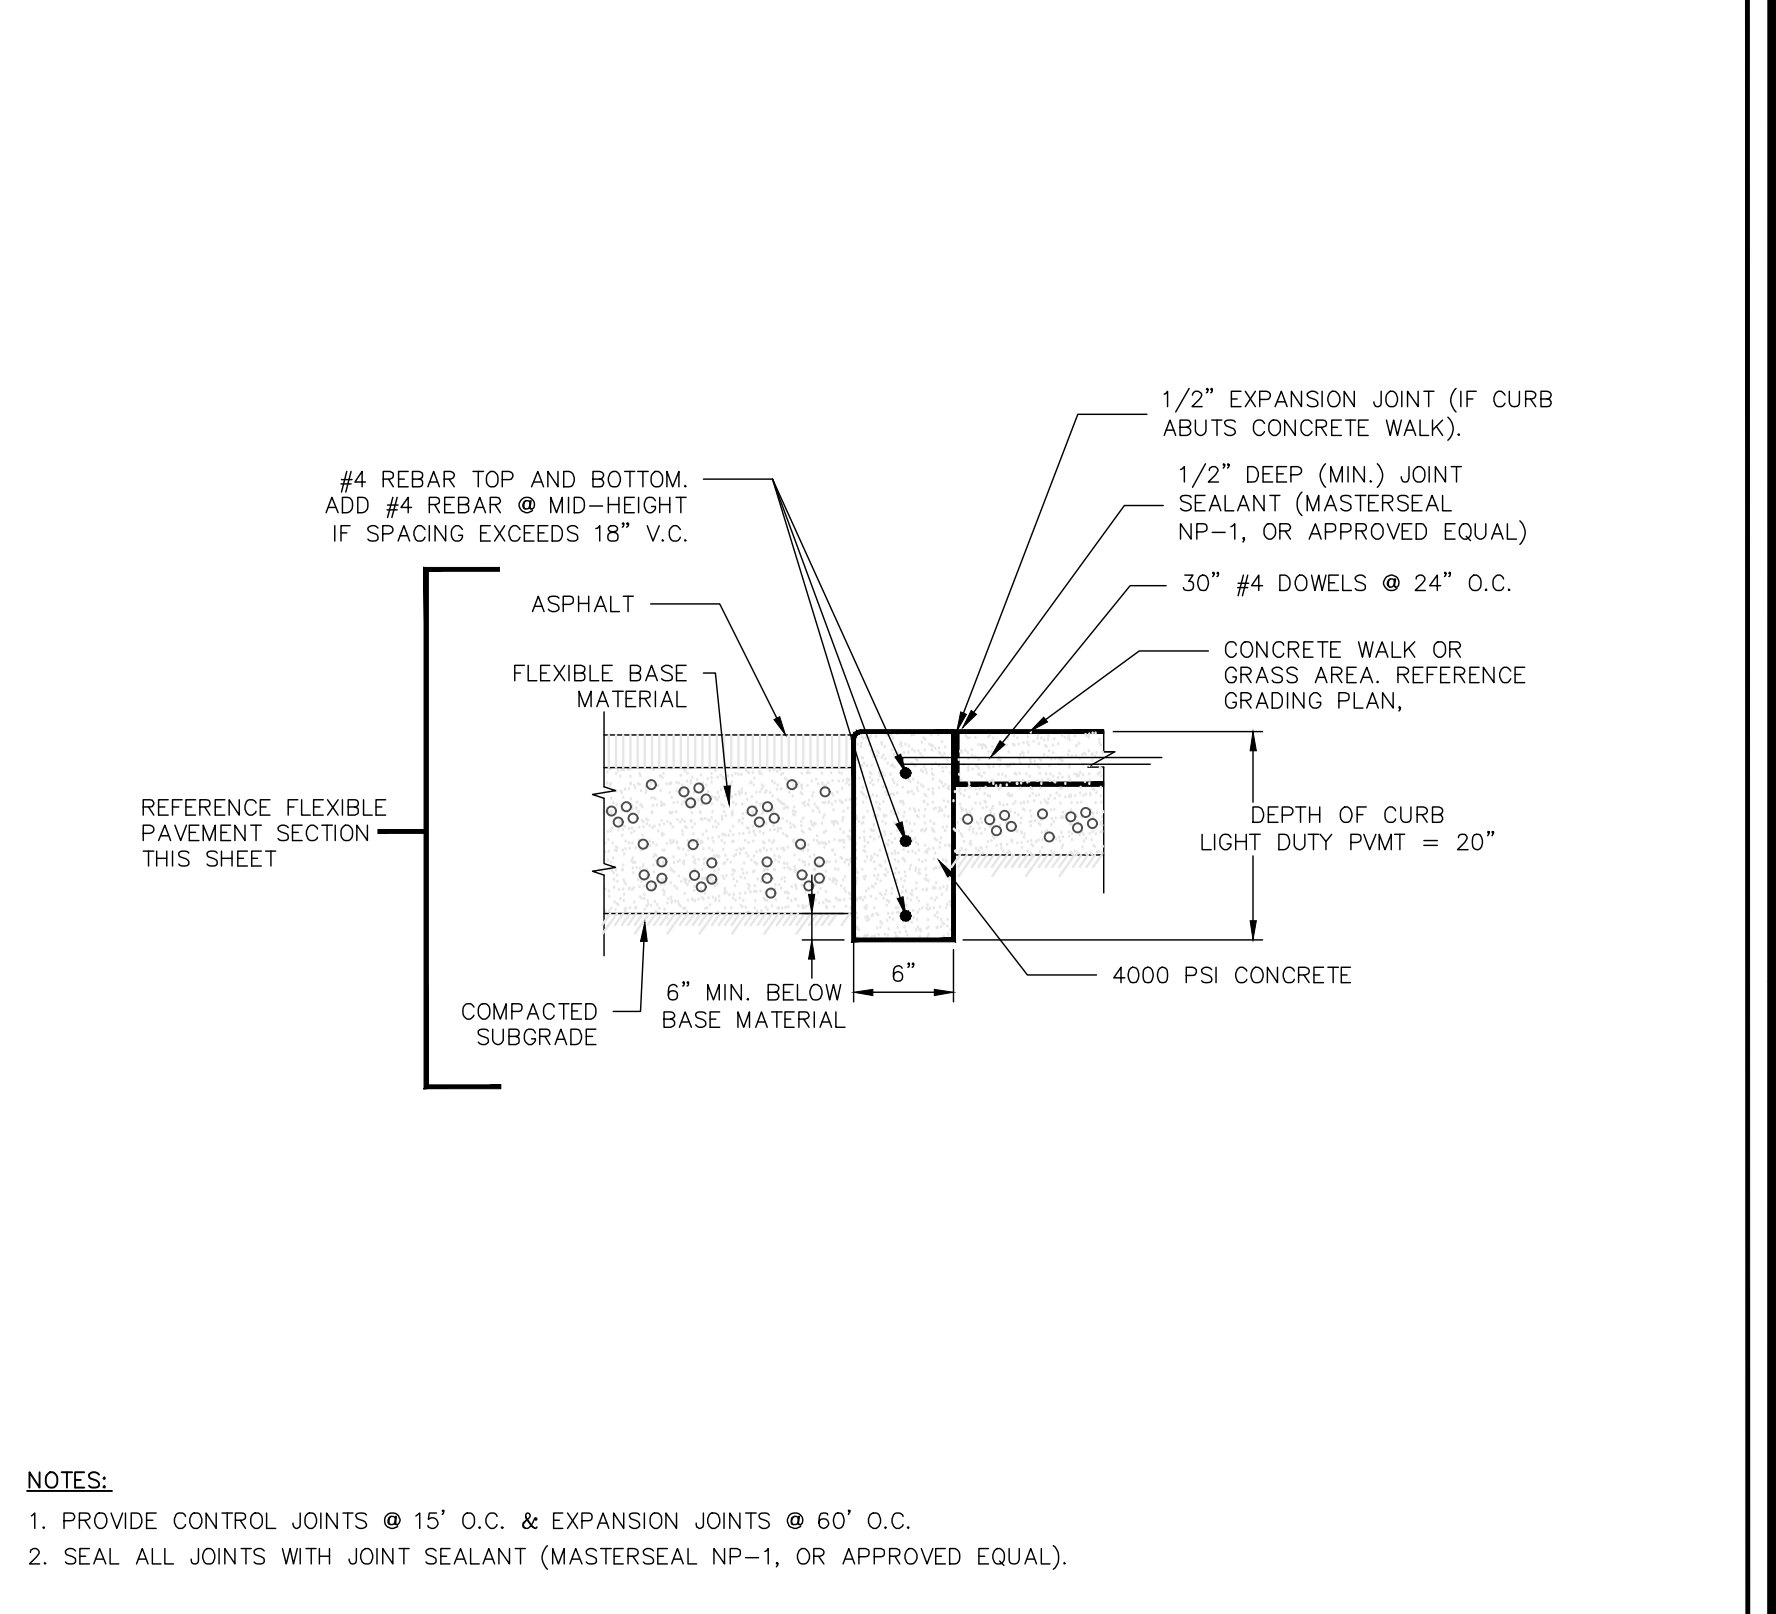 1/2" EXPANSION JOINT (IF CURB
ABUTS CONCRETE WALK).
1/2" DEEP (MIN.) JOINT
SEALANT (MASTERSEAL
NP-1, OR APPROVED EQUAL)
#4 REBAR TOP AND BOTTOM.
ADD #4 REBAR @ MID-HEIGHT
IF SPACING EXCEEDS 18" V.C.
30" #4 DOWELS @ 24" O.C.
ASPHALT
CONCRETE WALK OR
GRASS AREA. REFERENCE
GRADING PLAN,
FLEXIBLE BASE
MATERIAL
REFERENCE FLEXIBLE
PAVEMENT SECTION
THIS SHEET
DEPTH OF CURB
LIGHT DUTY PVMT = 20"
6"
4000 PSI CONCRETE
6" MIN. BELOW
BASE MATERIAL
COMPACTED
SUBGRADE
NOTES:
1. PROVIDE CONTROL JOINTS @ 15' O.C. & EXPANSION JOINTS @ 60' O.C.
2. SEAL ALL JOINTS WITH JOINT SEALANT (MASTERSEAL NP-1, OR APPROVED EQUAL).